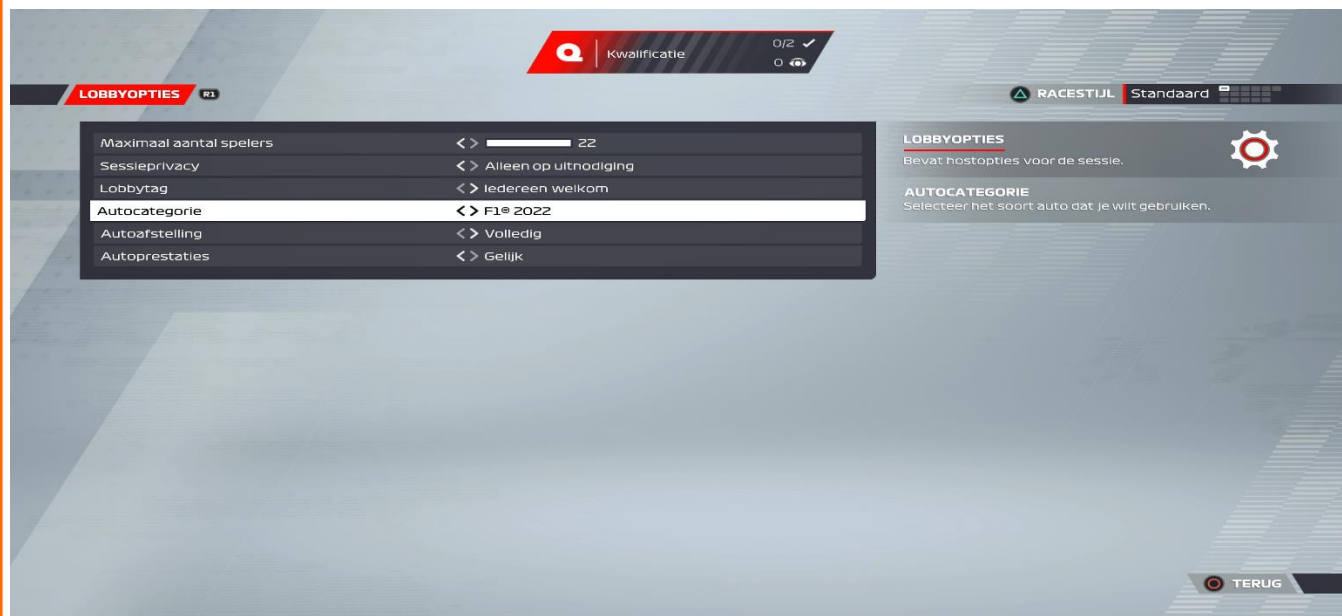 Q Kwalificatie 0/2
0
LOBBYOPTIES R1
RACESTIJL Standaard
Maximaal aantal spelers 22
Sessieprivacy Alleen op uitnodiging
Lobbytag Iedereen welkom
Autocategorie F1® 2022
Autoafstelling Volledig
Autoprestaties Gelijk
LOBBYOPTIES
Bevat hostopties voor de sessie.
AUTOCATEGORIE
Selecteer het soort auto dat je wilt gebruiken.
TERUG